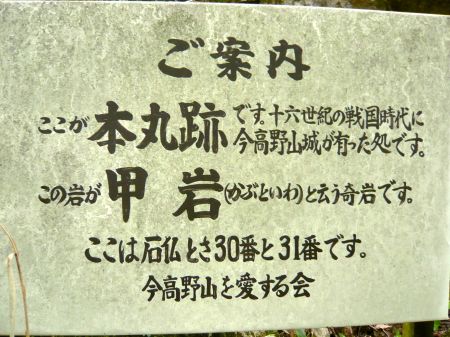 ご案内
ここが本丸跡です。十六世紀の戦国時代に
今高野山城が有った処です。
この岩が甲岩(かぶといわ)と云う奇岩です。
ここは石仏とさ30番と31番です。
今高野山を愛する会